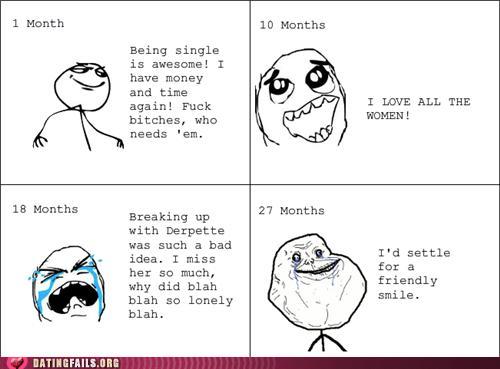 1 Month
Being single
is awesome! I
have money
and time
again! Fuck
bitches, who
needs 'em.
10 Months
I LOVE ALL THE
WOMEN!
18 Months
Breaking up
with Derpette
was such a bad
idea. I miss
her so much,
why did blah
blah so lonely
blah.
27 Months
I'd settle
for a
friendly
smile.
DATINGFAILS.ORG